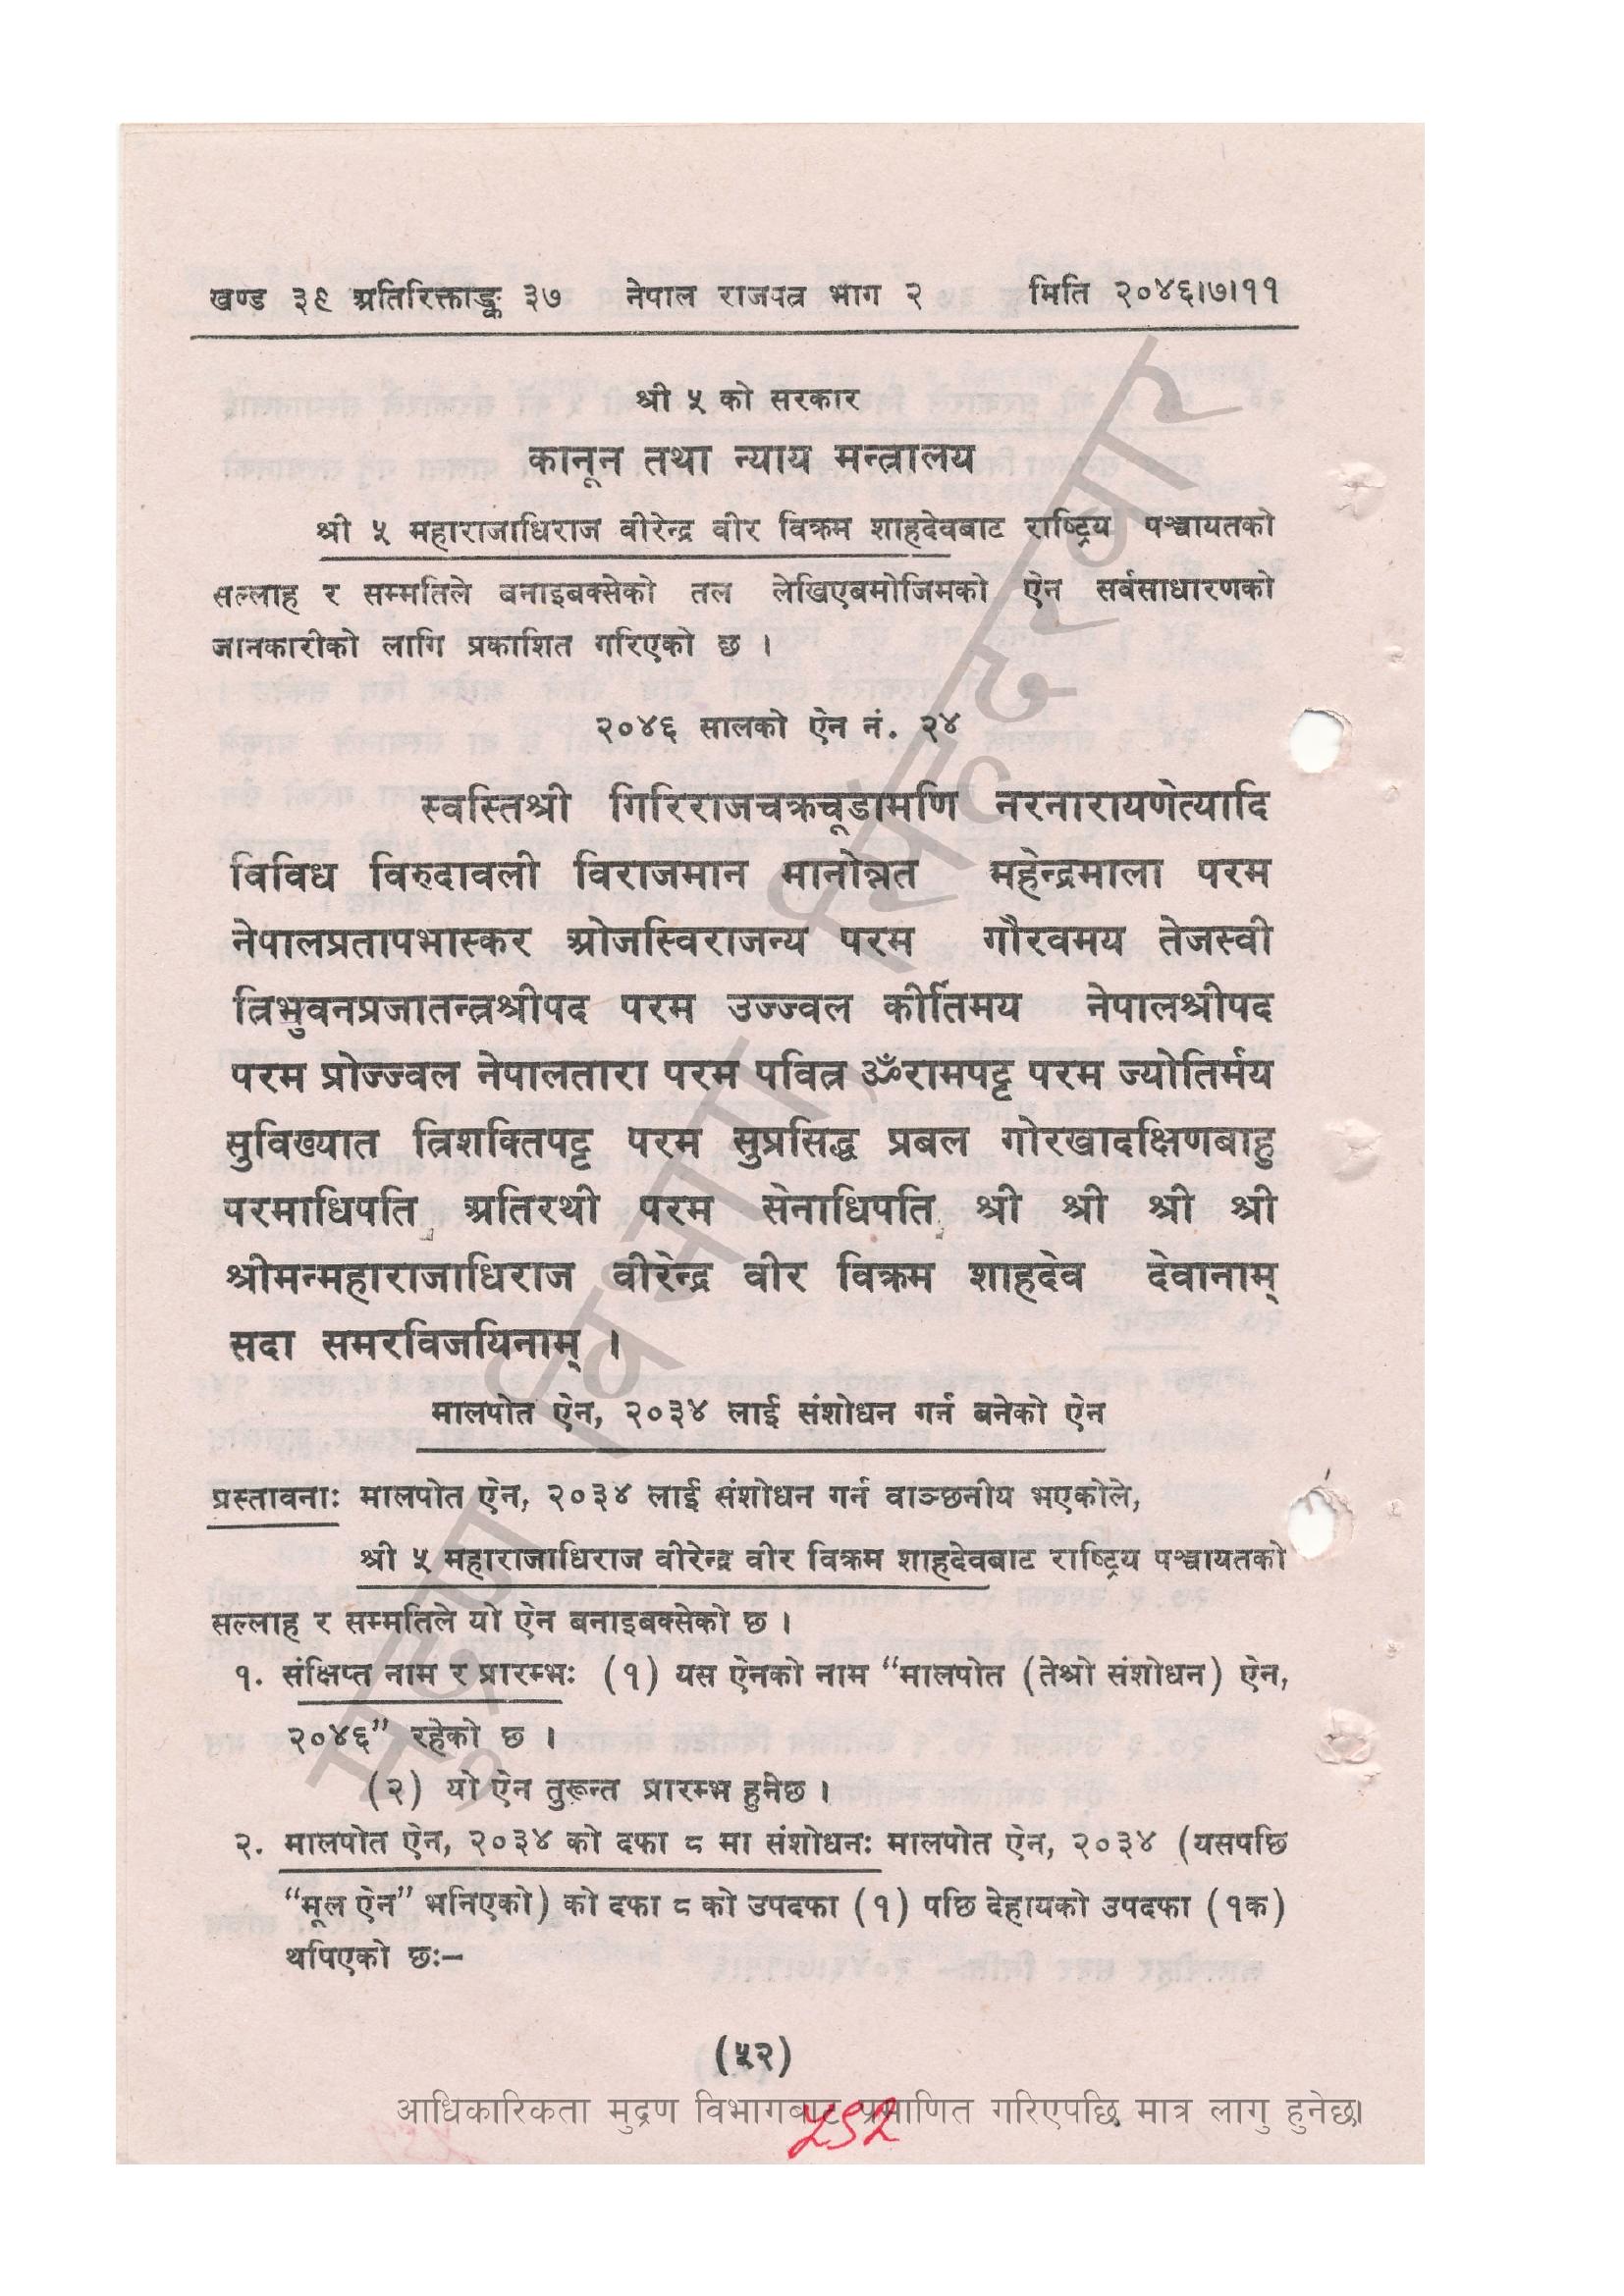 खण्ड ३९ अतिरिक्ताङ्क ३७ नेपाल राजपत्र भाग २ मिति २०४६।७।११
श्री ५ को सरकार
कानून तथा न्याय मन्त्रालय
श्री ५ महाराजाधिराज वीरेन्द्र वीर विक्रम शाहदेवबाट राष्ट्रिय पञ्चायतको
सल्लाह र सम्मतिले बनाइबक्सेको तल लेखिएबमोजिमको ऐन सर्वसाधारणको
जानकारीको लागि प्रकाशित गरिएको छ ।
२०४६ सालको ऐन नं. २४
स्वस्तिश्री गिरिराजचक्रचूडामणि नरनारायणेत्यादि
विविध विरुदावली विराजमान मानोन्नत महेन्द्रमाला परम
नेपालप्रतापभास्कर ओजस्विराजन्य परम गौरवमय तेजस्वी
त्रिभुवनप्रजातन्त्रश्रीपद परम उज्ज्वल कीर्तिमय नेपालश्रीपद
परम प्रोज्ज्वल नेपालतारा परम पवित्र ॐरामपट्ट परम ज्योतिर्मय
सुविख्यात त्रिशक्तिपट्ट परम सुप्रसिद्ध प्रबल गोरखादक्षिणबाहु
परमाधिपति अतिरथी परम सेनाधिपति श्री श्री श्री श्री
श्रीमन्महाराजाधिराज वीरेन्द्र वीर विक्रम शाहदेव देवानाम्
सदा समरविजयिनाम् ।
मालपोत ऐन, २०३४ लाई संशोधन गर्न बनेको ऐन
प्रस्तावनाः मालपोत ऐन, २०३४ लाई संशोधन गर्न वाञ्छनीय भएकोले,
श्री ५ महाराजाधिराज वीरेन्द्र वीर विक्रम शाहदेवबाट राष्ट्रिय पञ्चायतको
सल्लाह र सम्मतिले यो ऐन बनाइबक्सेको छ ।
१. संक्षिप्त नाम र प्रारम्भः (१) यस ऐनको नाम “मालपोत (तेश्रो संशोधन) ऐन,
२०४६” रहेको छ ।
(२) यो ऐन तुरून्त प्रारम्भ हुनेछ ।
२. मालपोत ऐन, २०३४ को दफा ८ मा संशोधनः मालपोत ऐन, २०३४ (यसपछि
“मूल ऐन” भनिएको) को दफा ८ को उपदफा (१) पछि देहायको उपदफा (१क)
थपिएको छः–
(५२)
आधिकारिकता मुद्रण विभागबाट प्रमाणित गरिएपछि मात्र लागु हुनेछ।
मुद्रण विभाग, सिंहदरबार